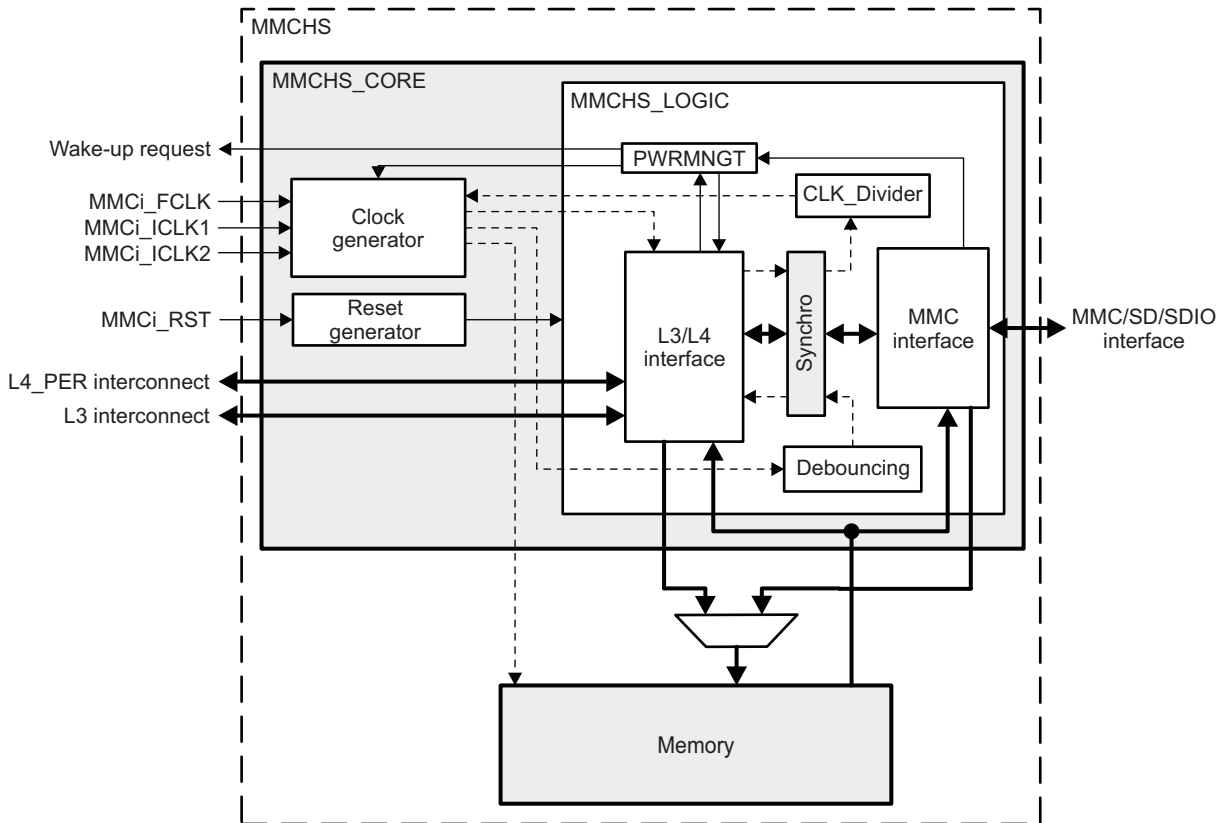 MMCHS
MMCHS_CORE
MMCHS_LOGIC
Wake-up request
PWRMNGT
MMCi_FCLK
MMCi_ICLK1
MMCi_ICLK2
Clock
generator
CLK_Divider
MMCi_RST
Reset
generator
L3/L4
interface
Synchro
MMC
interface
MMC/SD/SDIO
interface
L4_PER interconnect
L3 interconnect
Debouncing
Memory